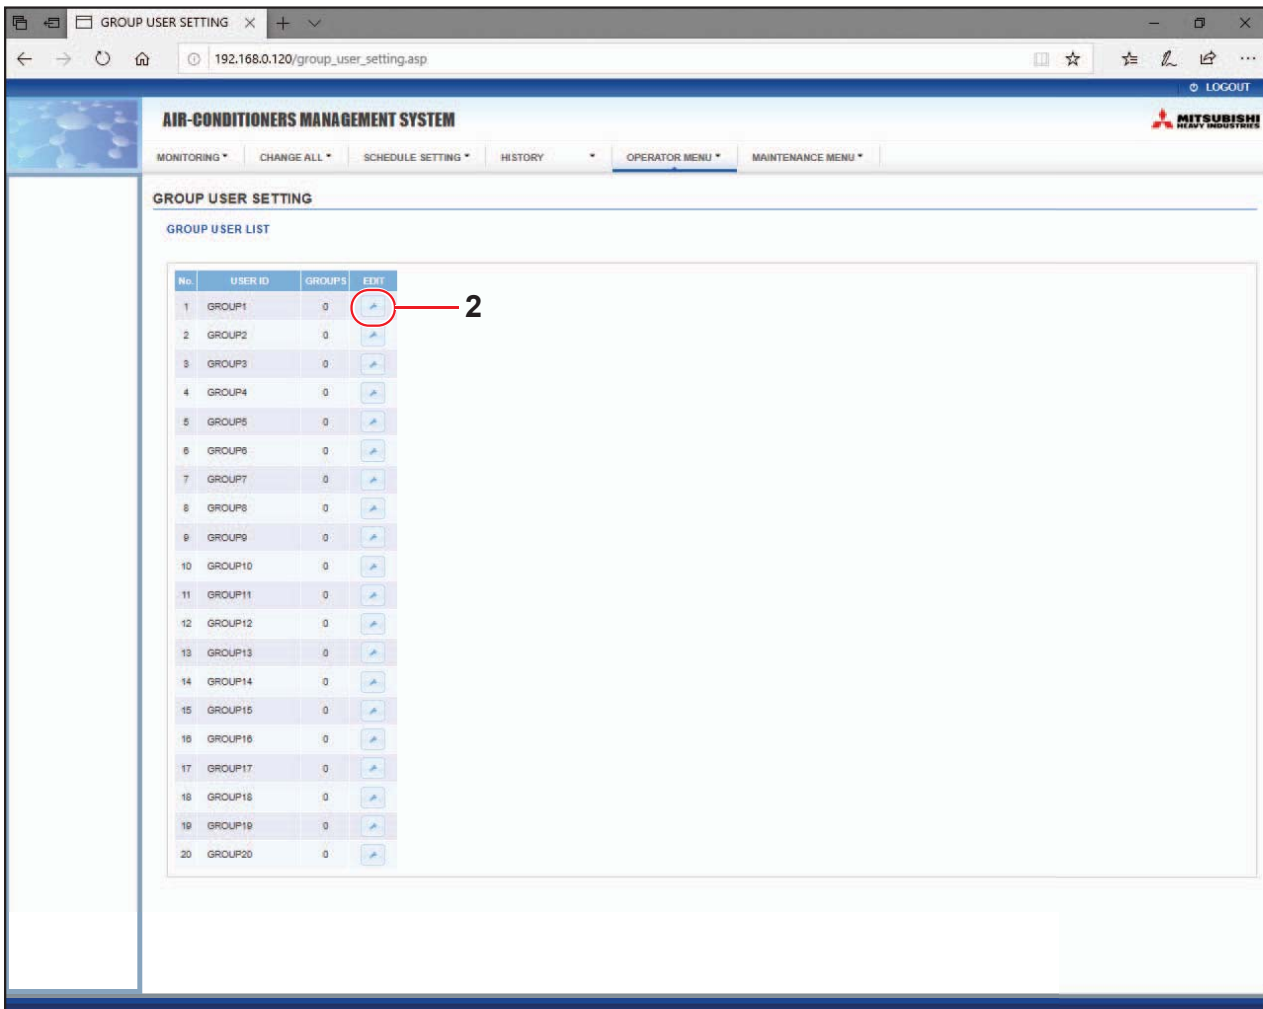 GROUP USER SETTING
192.168.0.120/group_user_setting.asp
LOGOUT
AIR-CONDITIONERS MANAGEMENT SYSTEM
MITSUBISHI
HEAVY INDUSTRIES
MONITORING CHANGE ALL SCHEDULE SETTING HISTORY OPERATOR MENU MAINTENANCE MENU
GROUP USER SETTING
GROUP USER LIST
No. USER ID GROUPS EDIT
1 GROUP1 0 2
2 GROUP2 0
3 GROUP3 0
4 GROUP4 0
5 GROUP5 0
6 GROUP6 0
7 GROUP7 0
8 GROUP8 0
9 GROUP9 0
10 GROUP10 0
11 GROUP11 0
12 GROUP12 0
13 GROUP13 0
14 GROUP14 0
15 GROUP15 0
16 GROUP16 0
17 GROUP17 0
18 GROUP18 0
19 GROUP19 0
20 GROUP20 0